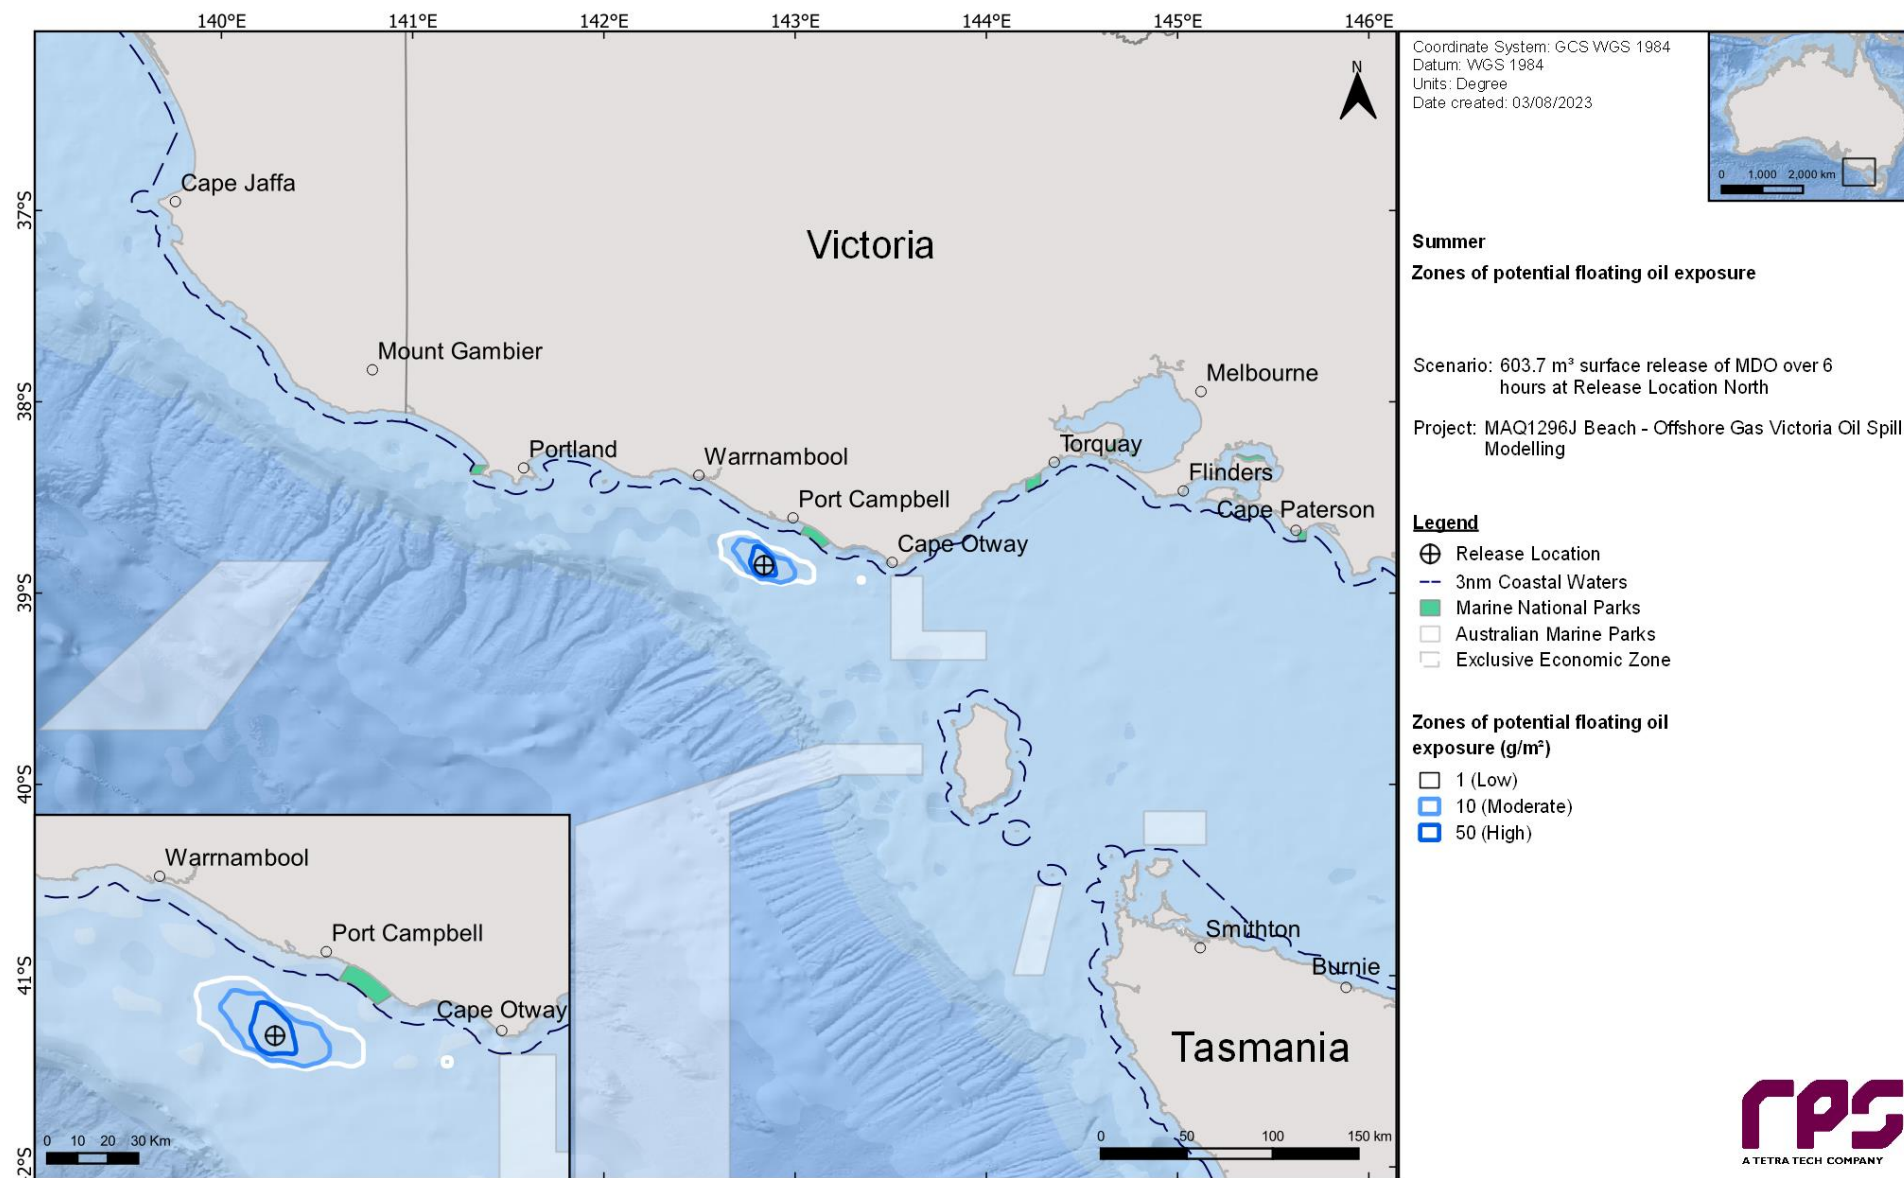 140°E 141°E 142°E 143°E 144°E 145°E 146°E
37°S
38°S
39°S
40°S
41°S
2°S
N
Cape Jaffa
Victoria
Mount Gambier
Melbourne
Portland
Torquay
Warrnambool
Flinders
Port Campbell
Cape Paterson
Cape Otway
Smithton
Burnie
Tasmania
0 50 100 150 km
Warrnambool
Port Campbell
Cape Otway
0 10 20 30 Km
Coordinate System: GCS WGS 1984
Datum: WGS 1984
Units: Degree
Date created: 03/08/2023
0 1,000 2,000 km
Summer
Zones of potential floating oil exposure
Scenario: 603.7 m³ surface release of MDO over 6
hours at Release Location North
Project: MAQ1296J Beach - Offshore Gas Victoria Oil Spill
Modelling
Legend
Release Location
3nm Coastal Waters
Marine National Parks
Australian Marine Parks
Exclusive Economic Zone
Zones of potential floating oil
exposure (g/m²)
1 (Low)
10 (Moderate)
50 (High)
rps
A TETRA TECH COMPANY